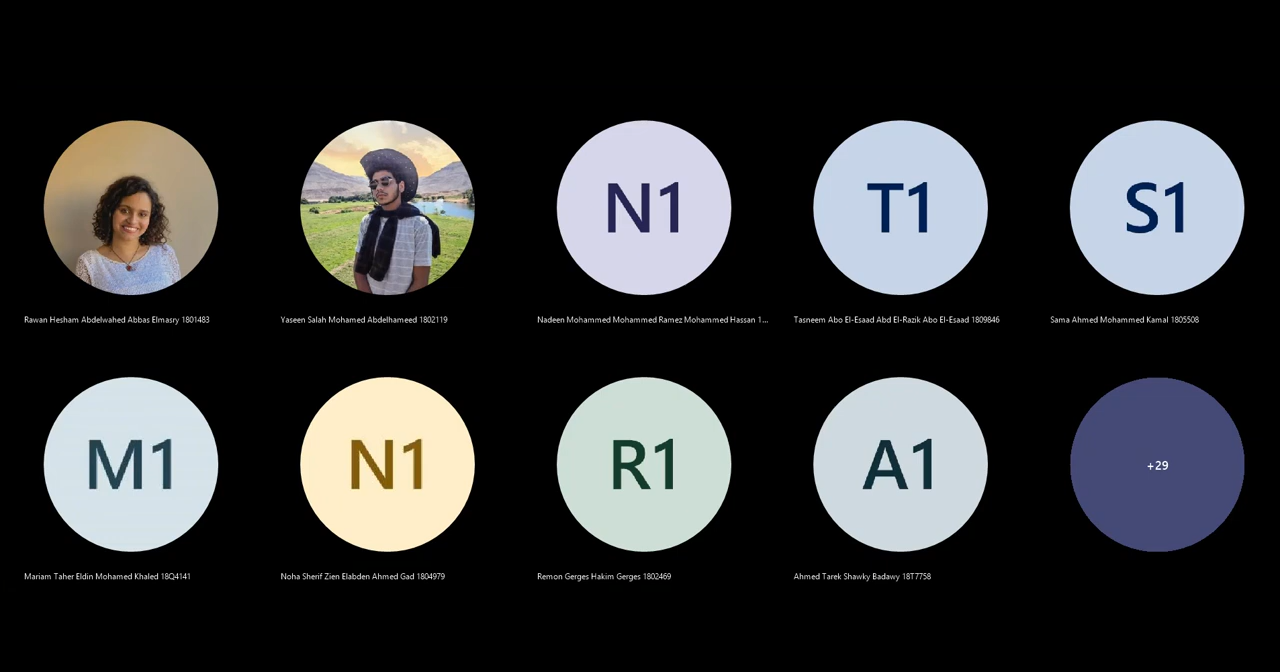 N1
T1
S1
Rawan Hesham Abdelwahed Abbas Elmasry 1801483
Yaseen Salah Mohamed Abdelhameed 1802119
Nadeen Mohammed Mohammed Ramez Mohammed Hassan 1...
Tasneem Abo El-Esaad Abd El-Razik Abo El-Esaad 1809846
Sama Ahmed Mohammed Kamal 1805508
M1
N1
R1
A1
+29
Mariam Taher Eldin Mohamed Khaled 18Q4141
Noha Sherif Zien Elabden Ahmed Gad 1804979
Remon Gerges Hakim Gerges 1802469
Ahmed Tarek Shawky Badawy 18T7758